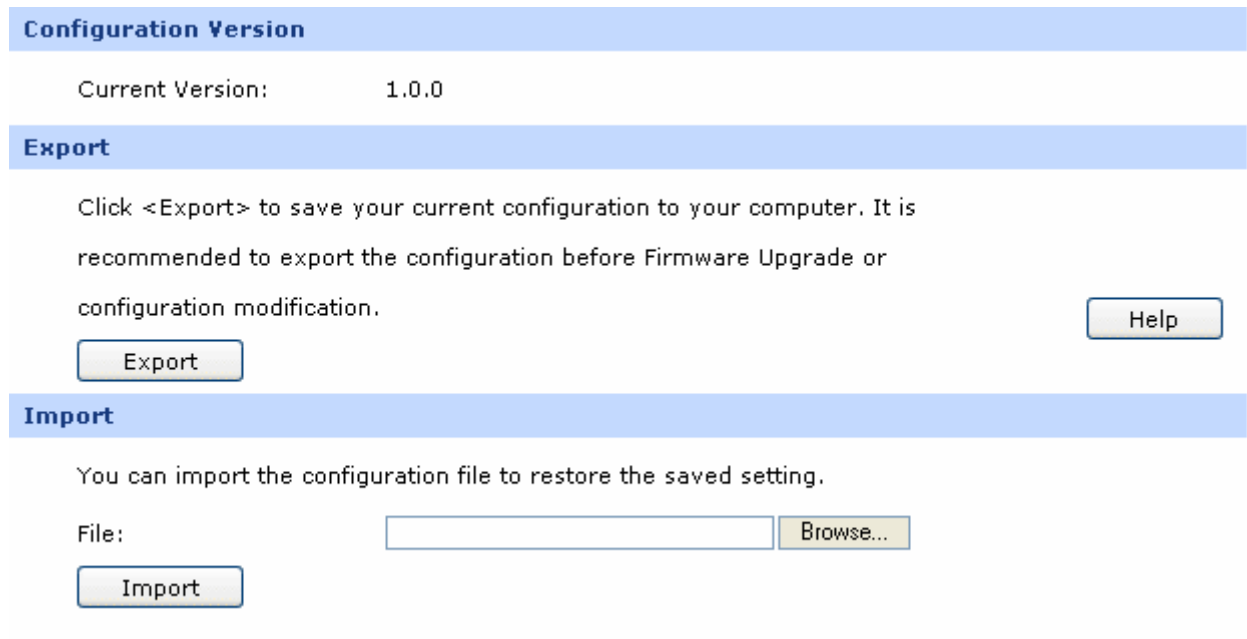 Configuration Version
Current Version: 1.0.0
Export
Click <Export> to save your current configuration to your computer. It is
recommended to export the configuration before Firmware Upgrade or
configuration modification.
Help
Export
Import
You can import the configuration file to restore the saved setting.
File: Browse...
Import